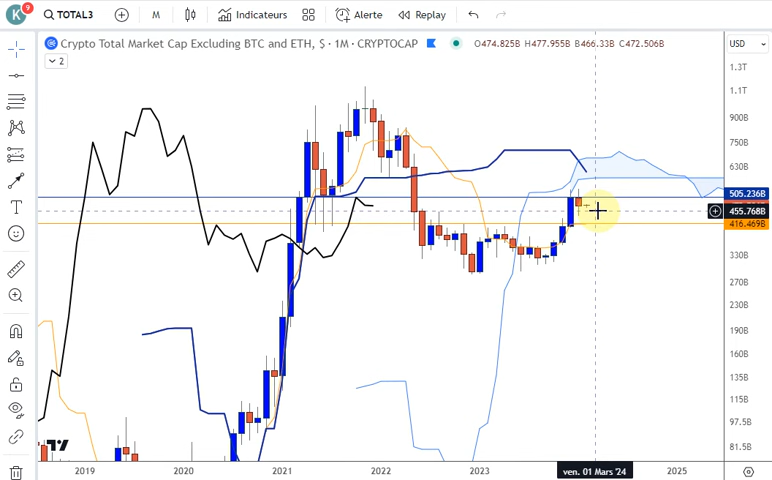 K 9 TOTAL3 M Indicateurs Alerte Replay
Crypto Total Market Cap Excluding BTC and ETH, $ · 1M · CRYPTOCAP O474.825B H477.955B B466.33B C472.506B
USD
2
1.3T
1.1T
900B
750B
600B
505.236B
455.768B
416.469B
330B
270B
230B
190B
160B
135B
115B
97.5B
81.5B
2019 2020 2021 2022 2023 ven. 01 Mars '24 2025